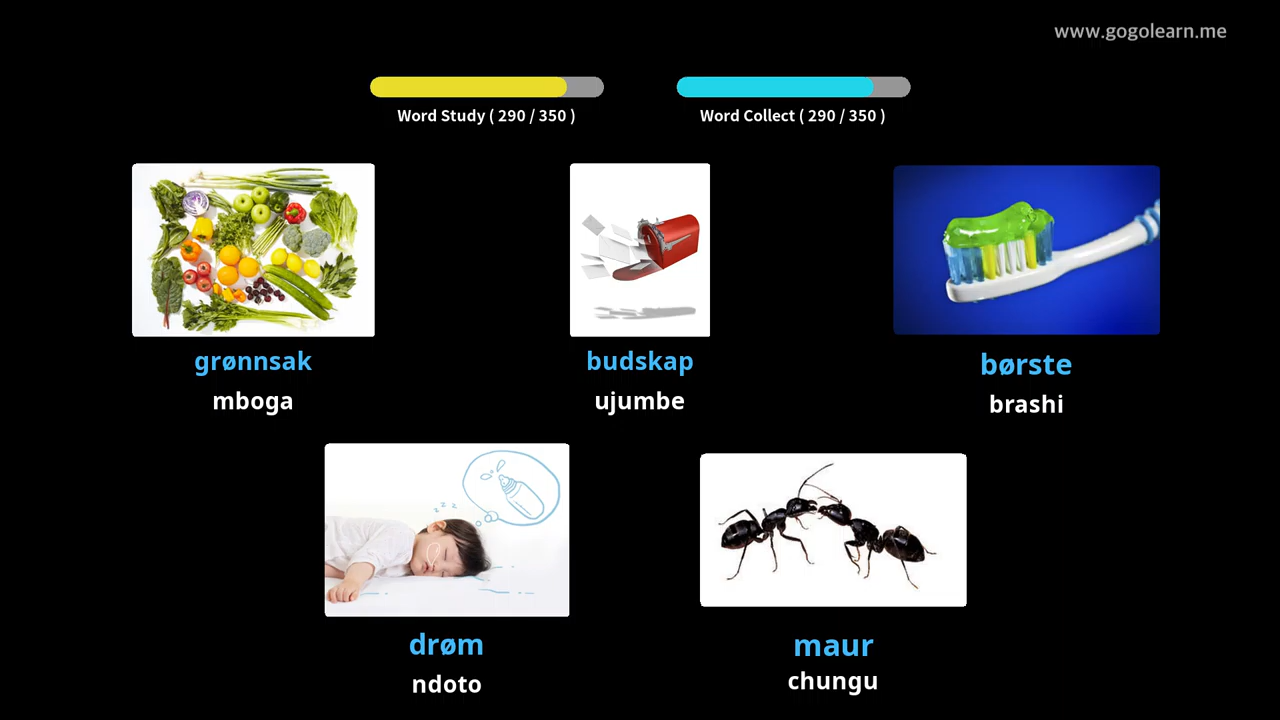 www.gogolearn.me
Word Study ( 290 / 350 )
Word Collect ( 290 / 350 )
grønnsak
mboga
budskap
ujumbe
børste
brashi
drøm
ndoto
maur
chungu